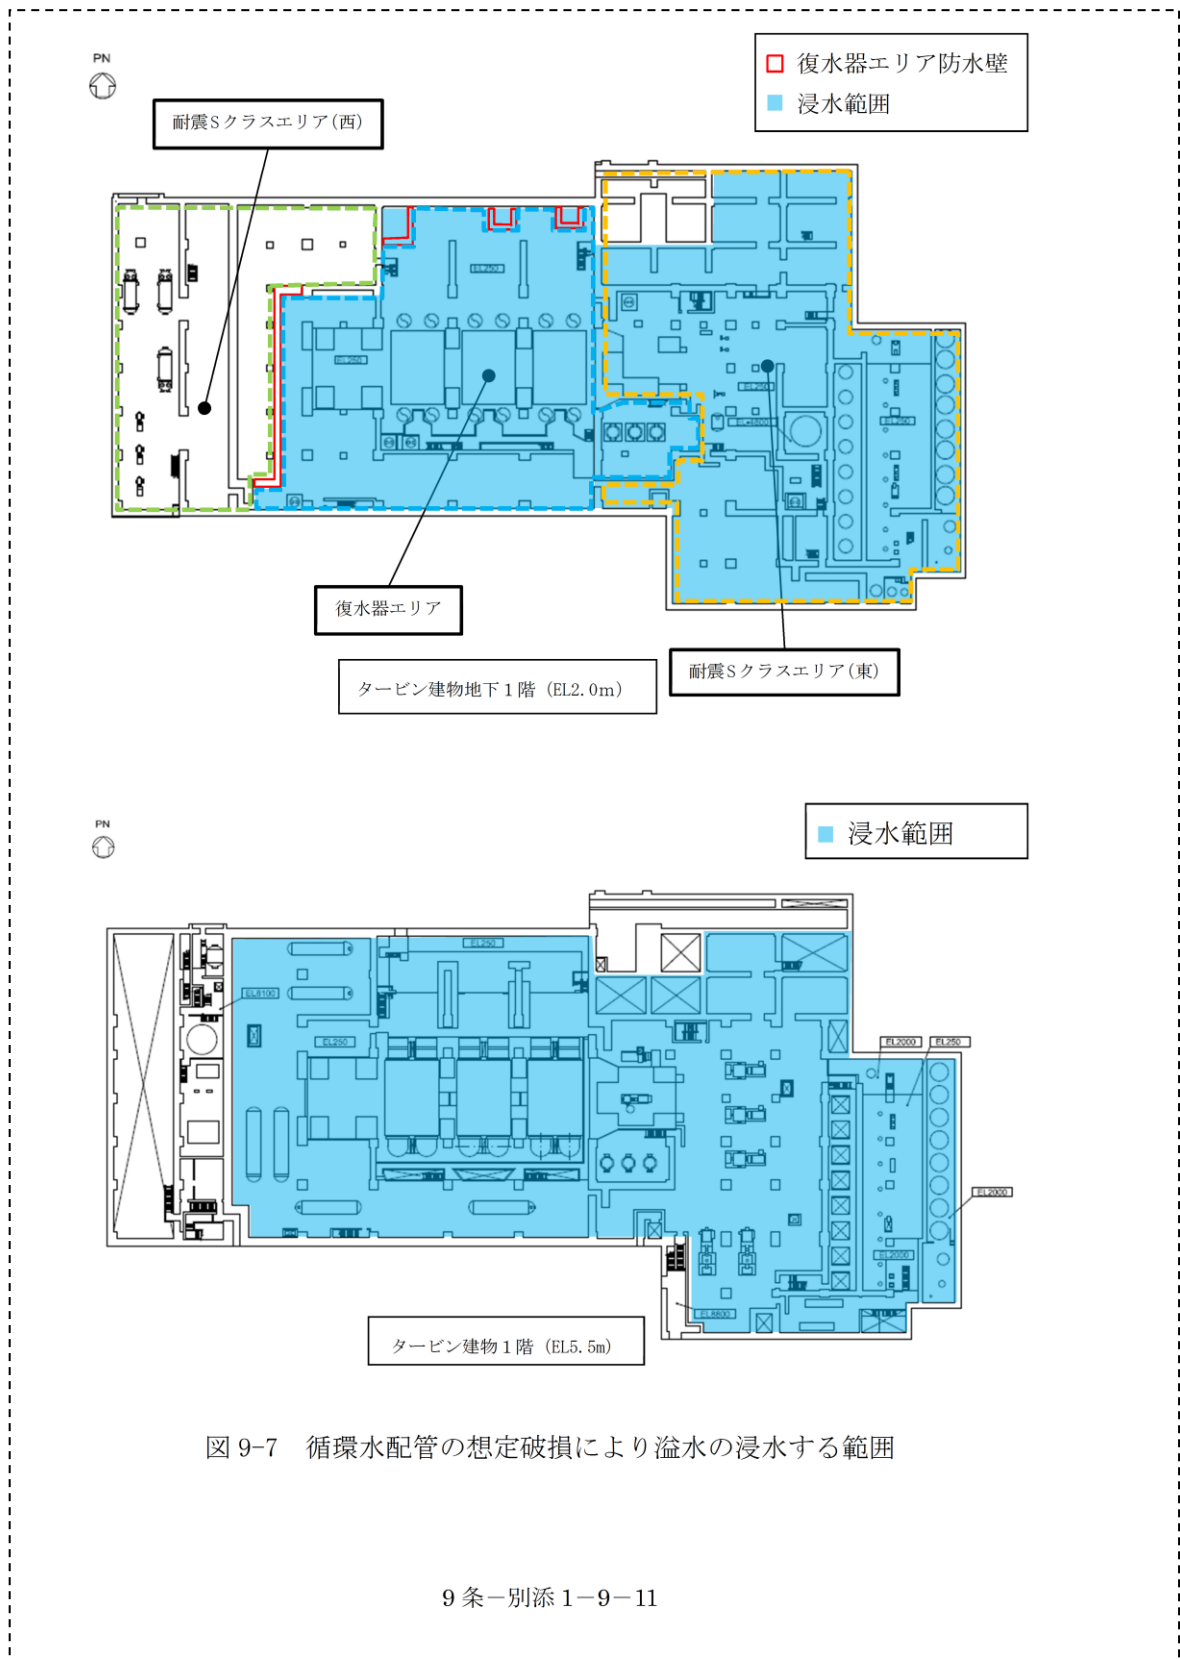 PN
復水器エリア防水壁
浸水範囲
耐震Sクラスエリア(西)
EL250
EL250
EL250
EL250
復水器エリア
耐震Sクラスエリア(東)
タービン建物地下1階 (EL2.0m)
PN
浸水範囲
EL250
EL8100
EL250
EL2000
EL250
EL2000
EL2000
EL8800
タービン建物1階 (EL5.5m)
図 9-7　循環水配管の想定破損により溢水の浸水する範囲
9条－別添1－9－11